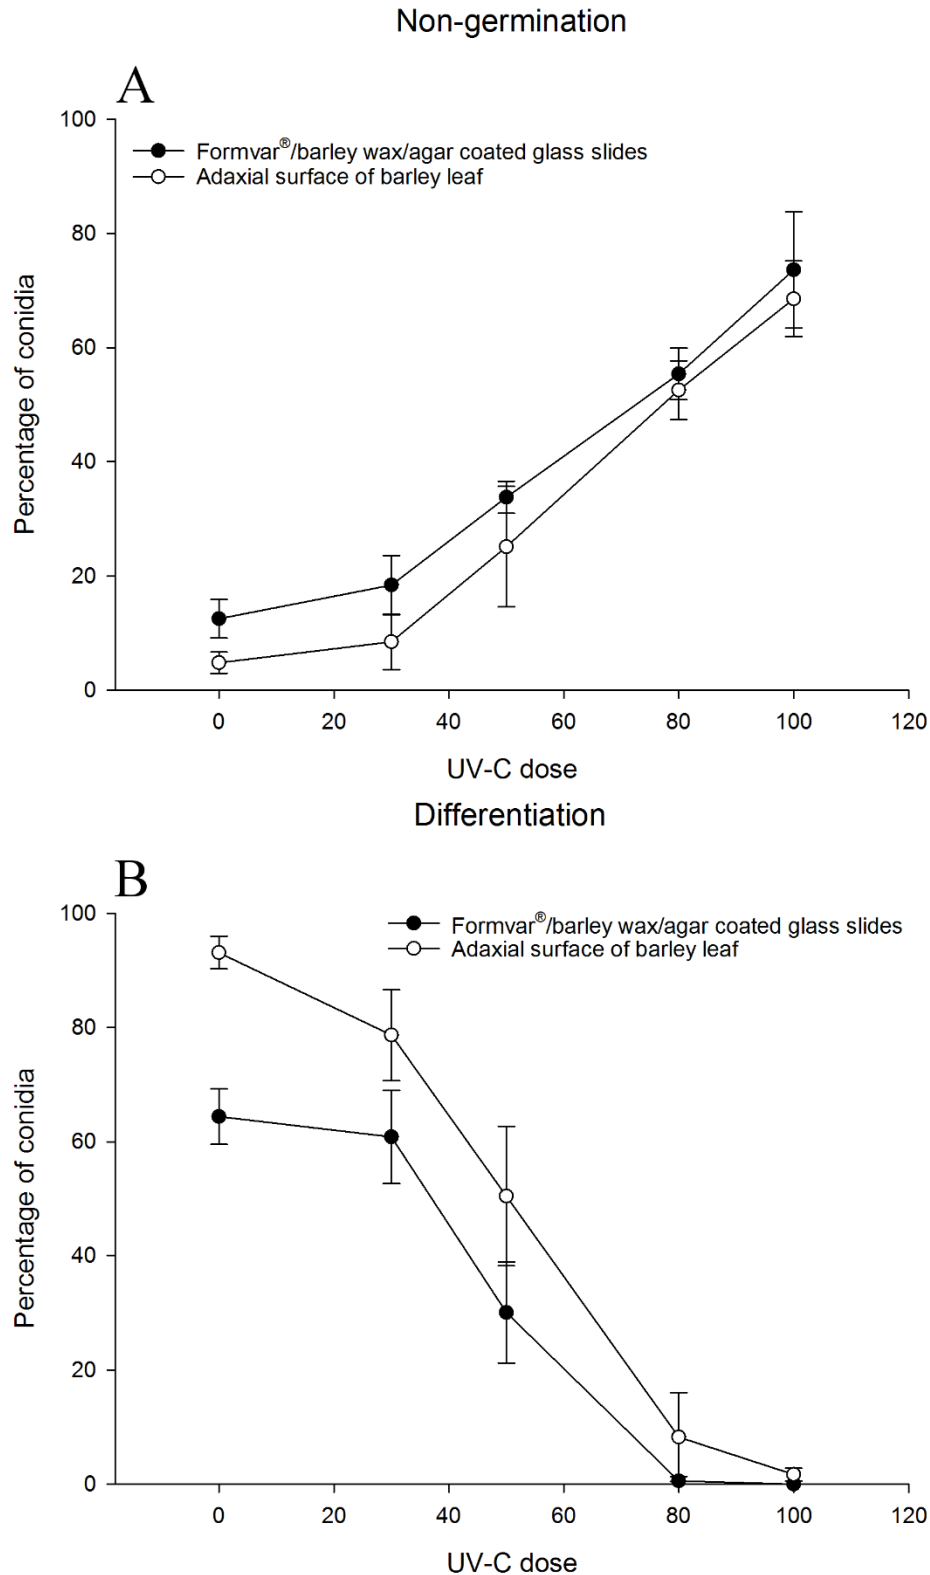 Non-germination
A
Formvar®/barley wax/agar coated glass slides
Adaxial surface of barley leaf
Percentage of conidia
100
80
60
40
20
0
0 20 40 60 80 100 120
UV-C dose
Differentiation
B
Formvar®/barley wax/agar coated glass slides
Adaxial surface of barley leaf
Percentage of conidia
100
80
60
40
20
0
0 20 40 60 80 100 120
UV-C dose